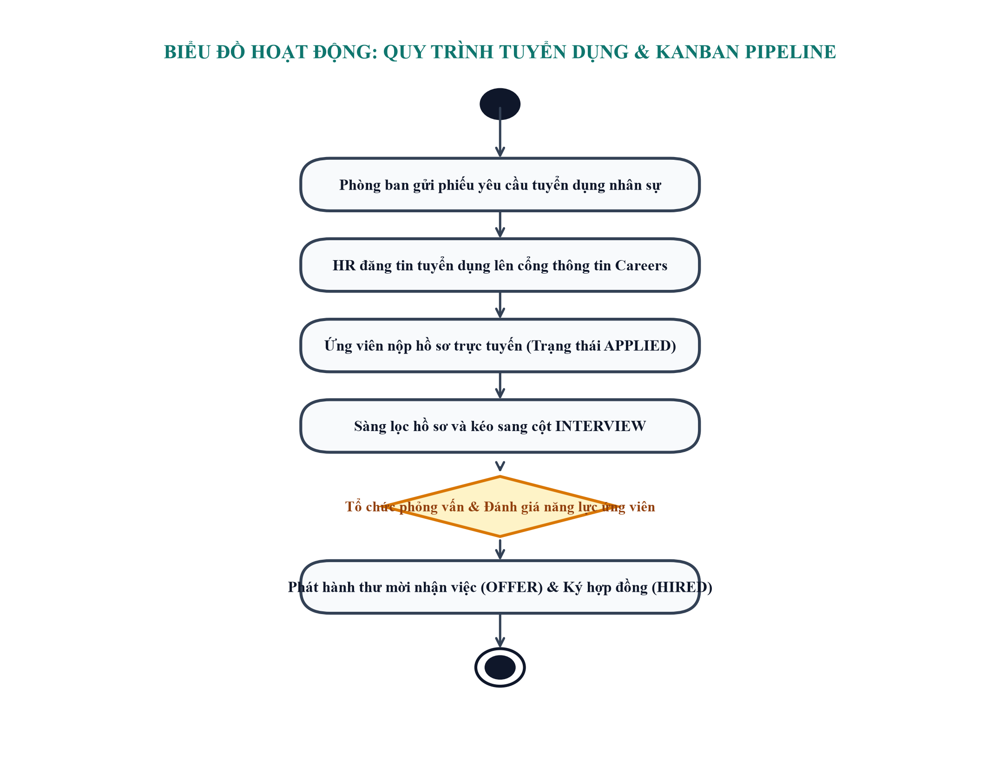 BIỂU ĐỒ HOẠT ĐỘNG: QUY TRÌNH TUYỂN DỤNG & KANBAN PIPELINE
Phòng ban gửi phiếu yêu cầu tuyển dụng nhân sự
HR đăng tin tuyển dụng lên cổng thông tin Careers
Ứng viên nộp hồ sơ trực tuyến (Trạng thái APPLIED)
Sàng lọc hồ sơ và kéo sang cột INTERVIEW
Tổ chức phỏng vấn & Đánh giá năng lực ứng viên
Phát hành thư mời nhận việc (OFFER) & Ký hợp đồng (HIRED)